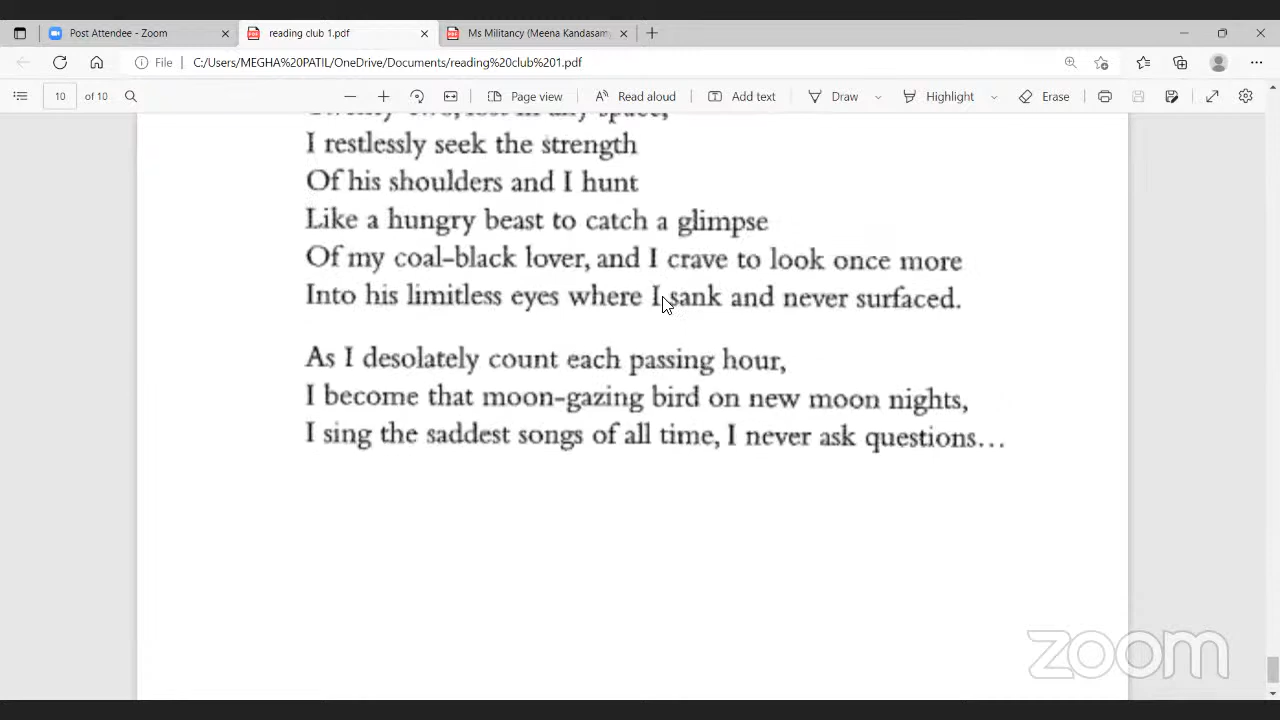 Post Attendee - Zoom
reading club 1.pdf
Ms Militancy (Meena Kandasam
File
C:/Users/MEGHA%20PATIL/OneDrive/Documents/reading%20club%201.pdf
10 of 10
Page view
Read aloud
Add text
Draw
Highlight
Erase
I restlessly seek the strength
Of his shoulders and I hunt
Like a hungry beast to catch a glimpse
Of my coal-black lover, and I crave to look once more
Into his limitless eyes where I sank and never surfaced.
As I desolately count each passing hour,
I become that moon-gazing bird on new moon nights,
I sing the saddest songs of all time, I never ask questions…
zoom